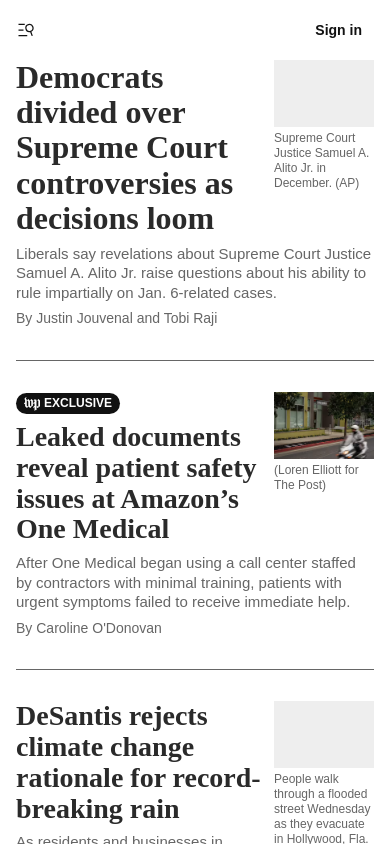 Sign in
Democrats
divided over
Supreme Court
controversies as
decisions loom
Supreme Court
Justice Samuel A.
Alito Jr. in
December. (AP)
Liberals say revelations about Supreme Court Justice
Samuel A. Alito Jr. raise questions about his ability to
rule impartially on Jan. 6-related cases.
By Justin Jouvenal and Tobi Raji
wp EXCLUSIVE
Leaked documents
reveal patient safety
issues at Amazon’s
One Medical
(Loren Elliott for
The Post)
After One Medical began using a call center staffed
by contractors with minimal training, patients with
urgent symptoms failed to receive immediate help.
By Caroline O'Donovan
DeSantis rejects
climate change
rationale for record-
breaking rain
People walk
through a flooded
street Wednesday
as they evacuate
in Hollywood, Fla.
As residents and businesses in